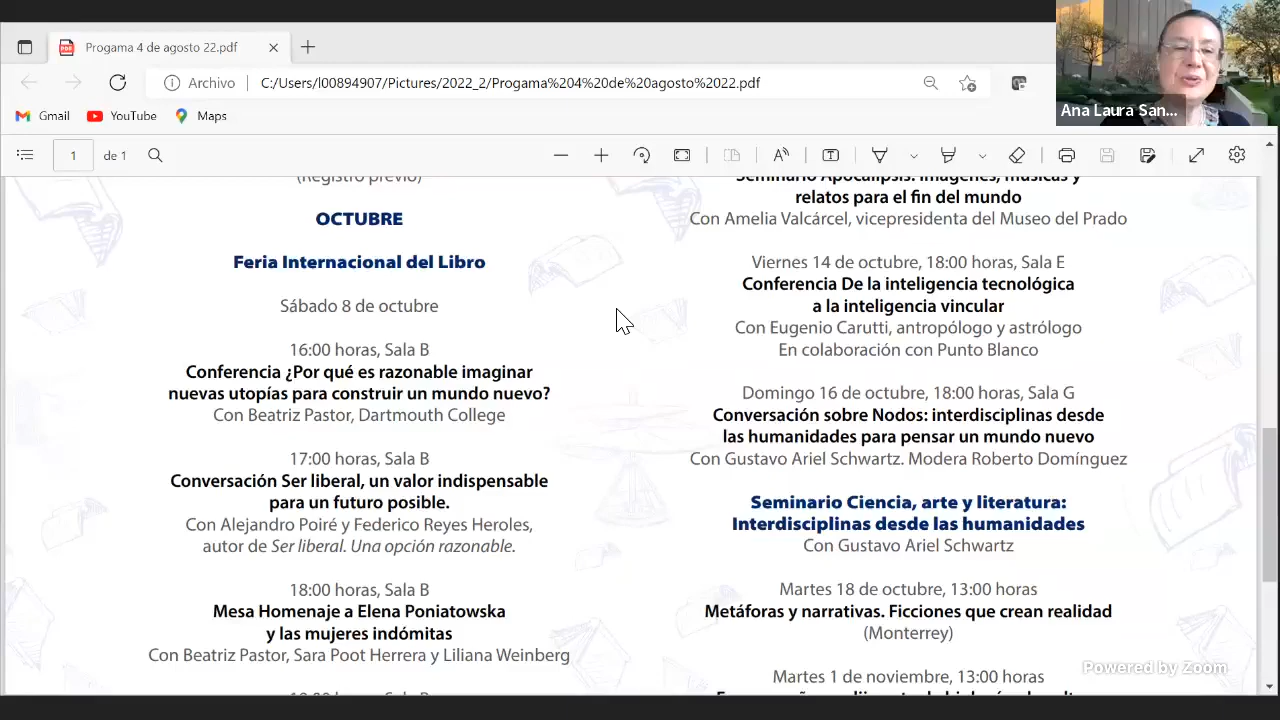 Progama 4 de agosto 22.pdf
Archivo
C:/Users/l00894907/Pictures/2022_2/Progama%204%20de%20agosto%2022.pdf
Gmail
YouTube
Maps
1
de 1
Ana Laura San...
(Registro previo)
OCTUBRE
Feria Internacional del Libro
Sábado 8 de octubre
16:00 horas, Sala B
Conferencia ¿Por qué es razonable imaginar
nuevas utopías para construir un mundo nuevo?
Con Beatriz Pastor, Dartmouth College
17:00 horas, Sala B
Conversación Ser liberal, un valor indispensable
para un futuro posible.
Con Alejandro Poiré y Federico Reyes Heroles,
autor de Ser liberal. Una opción razonable.
18:00 horas, Sala B
Mesa Homenaje a Elena Poniatowska
y las mujeres indómitas
Con Beatriz Pastor, Sara Poot Herrera y Liliana Weinberg
Seminario Apocalipsis: imágenes, músicas y
relatos para el fin del mundo
Con Amelia Valcárcel, vicepresidenta del Museo del Prado
Viernes 14 de octubre, 18:00 horas, Sala E
Conferencia De la inteligencia tecnológica
a la inteligencia vincular
Con Eugenio Carutti, antropólogo y astrólogo
En colaboración con Punto Blanco
Domingo 16 de octubre, 18:00 horas, Sala G
Conversación sobre Nodos: interdisciplinas desde
las humanidades para pensar un mundo nuevo
Con Gustavo Ariel Schwartz. Modera Roberto Domínguez
Seminario Ciencia, arte y literatura:
Interdisciplinas desde las humanidades
Con Gustavo Ariel Schwartz
Martes 18 de octubre, 13:00 horas
Metáforas y narrativas. Ficciones que crean realidad
(Monterrey)
Martes 1 de noviembre, 13:00 horas
Powered by Zoom